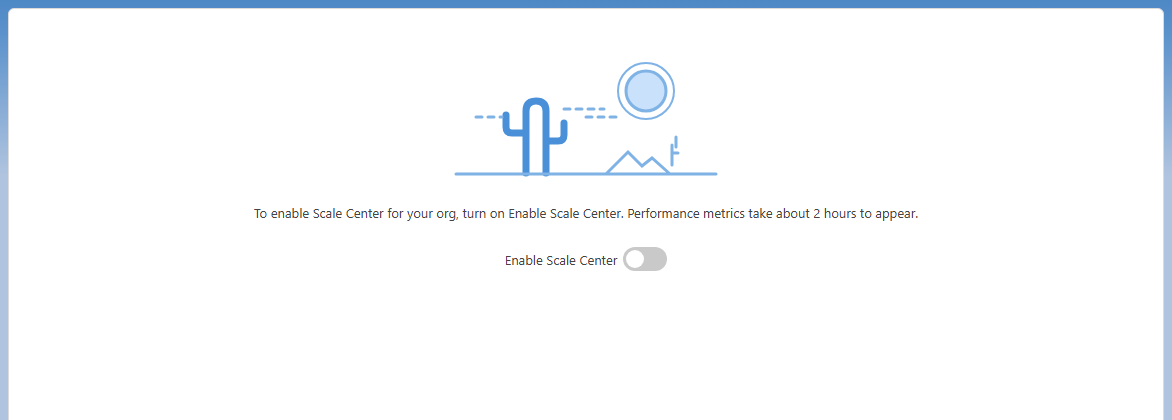 To enable Scale Center for your org, turn on Enable Scale Center. Performance metrics take about 2 hours to appear.
Enable Scale Center